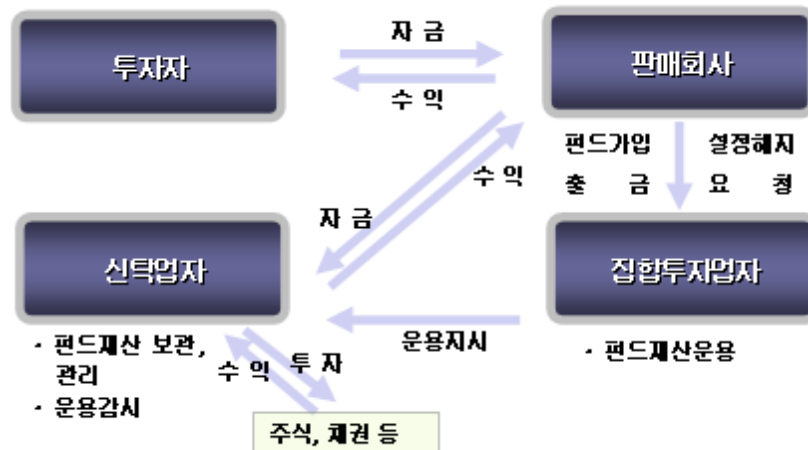 자 금
투자자
판매회사
수 익
펀드가입 설정해지
출 금 요 청
수 익
자 금
신탁업자
집합투자업자
운용지시
· 펀드재산 보관,
관리
· 운용감시
수 익
투 자
· 펀드재산운용
주식, 채권 등